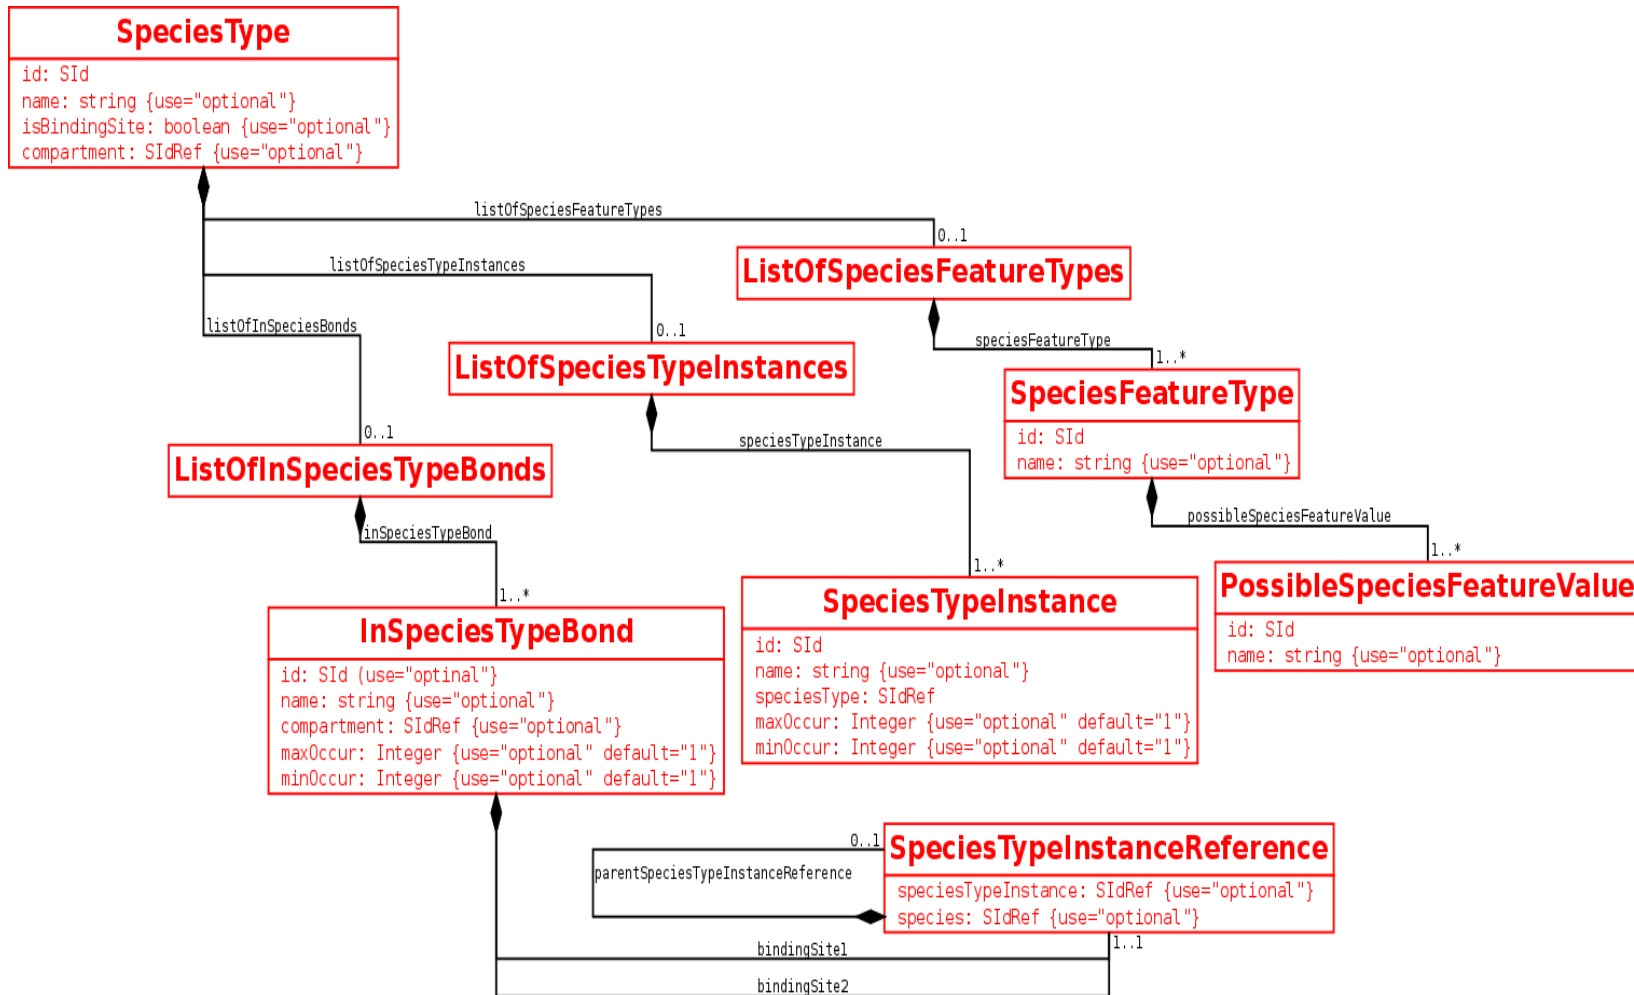 SpeciesType
id: SId
name: string {use="optional"}
isBindingSite: boolean {use="optional"}
compartment: SIdRef {use="optional"}
listOfSpeciesFeatureTypes
0..1
ListOfSpeciesFeatureTypes
listOfSpeciesTypeInstances
0..1
ListOfSpeciesTypeInstances
listOfInSpeciesBonds
0..1
ListOfInSpeciesTypeBonds
speciesFeatureType
1..*
SpeciesFeatureType
id: SId
name: string {use="optional"}
speciesTypeInstance
1..*
possibleSpeciesFeatureValue
1..*
PossibleSpeciesFeatureValue
id: SId
name: string {use="optional"}
inSpeciesTypeBond
1..*
InSpeciesTypeBond
id: SId (use="optinal"}
name: string {use="optional"}
compartment: SIdRef {use="optional"}
maxOccur: Integer {use="optional" default="1"}
minOccur: Integer {use="optional" default="1"}
SpeciesTypeInstance
id: SId
name: string {use="optional"}
speciesType: SIdRef
maxOccur: Integer {use="optional" default="1"}
minOccur: Integer {use="optional" default="1"}
0..1
parentSpeciesTypeInstanceReference
SpeciesTypeInstanceReference
speciesTypeInstance: SIdRef {use="optional"}
species: SIdRef {use="optional"}
1..1
bindingSite1
bindingSite2